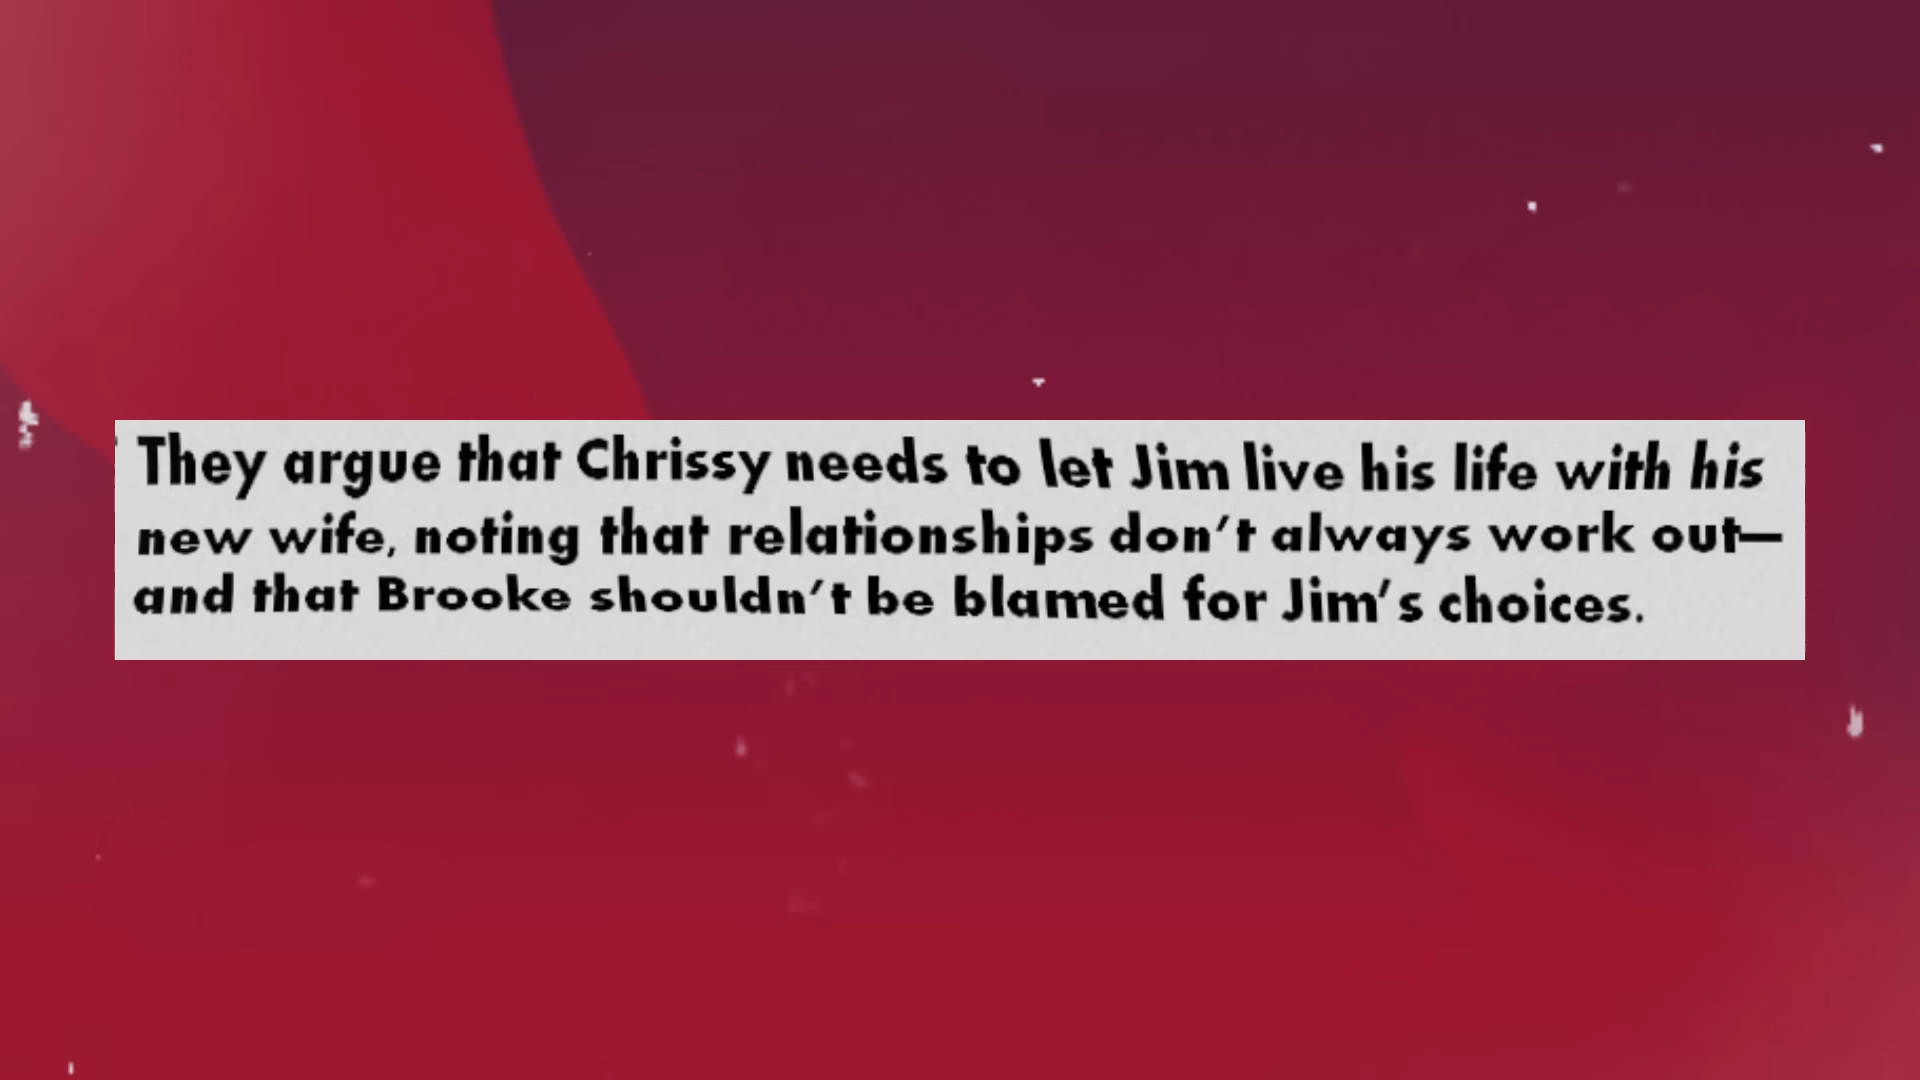 They argue that Chrissy needs to let Jim live his life with his
new wife, noting that relationships don't always work out—
and that Brooke shouldn't be blamed for Jim's choices.